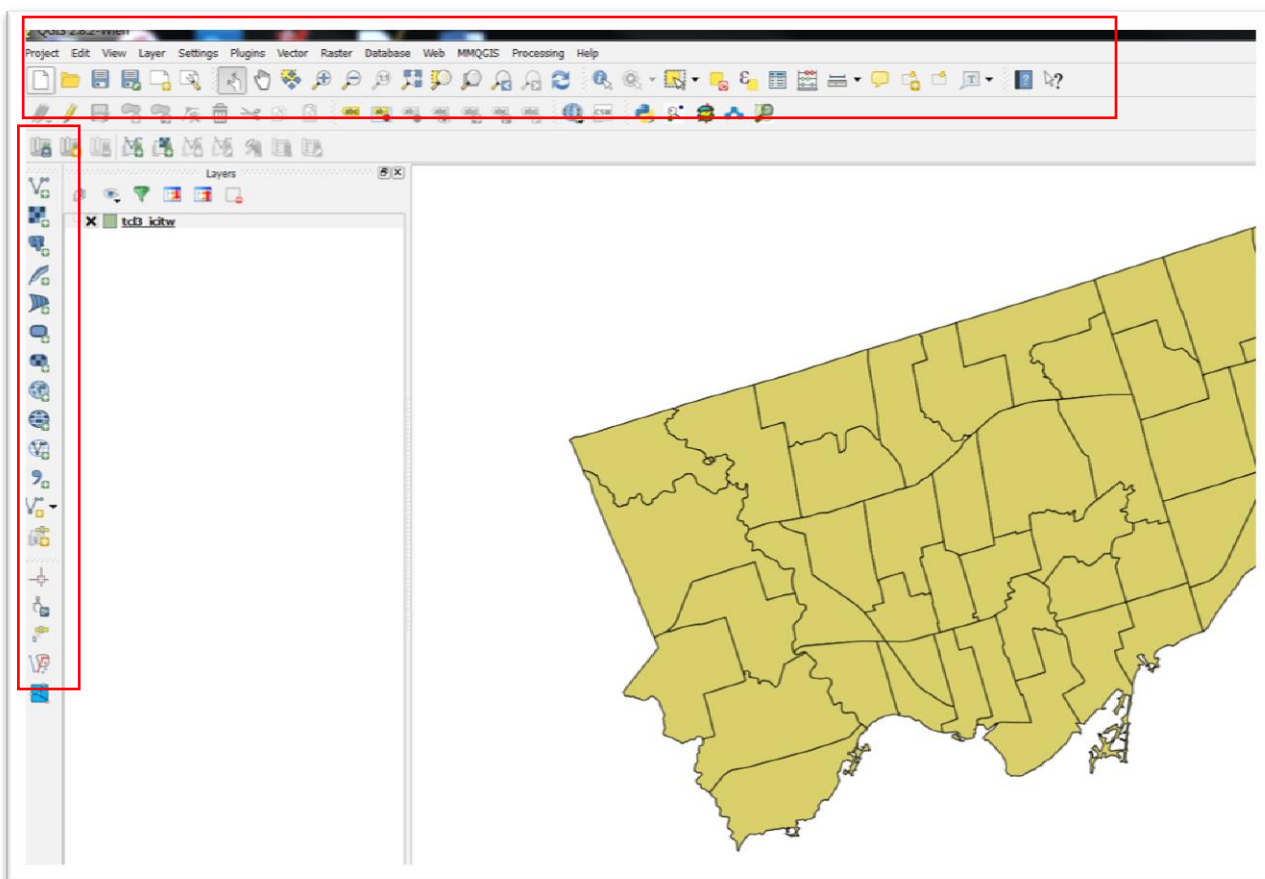 QGIS 2.8.2-Wien
Project Edit View Layer Settings Plugins Vector Raster Database Web MMQGIS Processing Help
Layers
tcl3_icitw